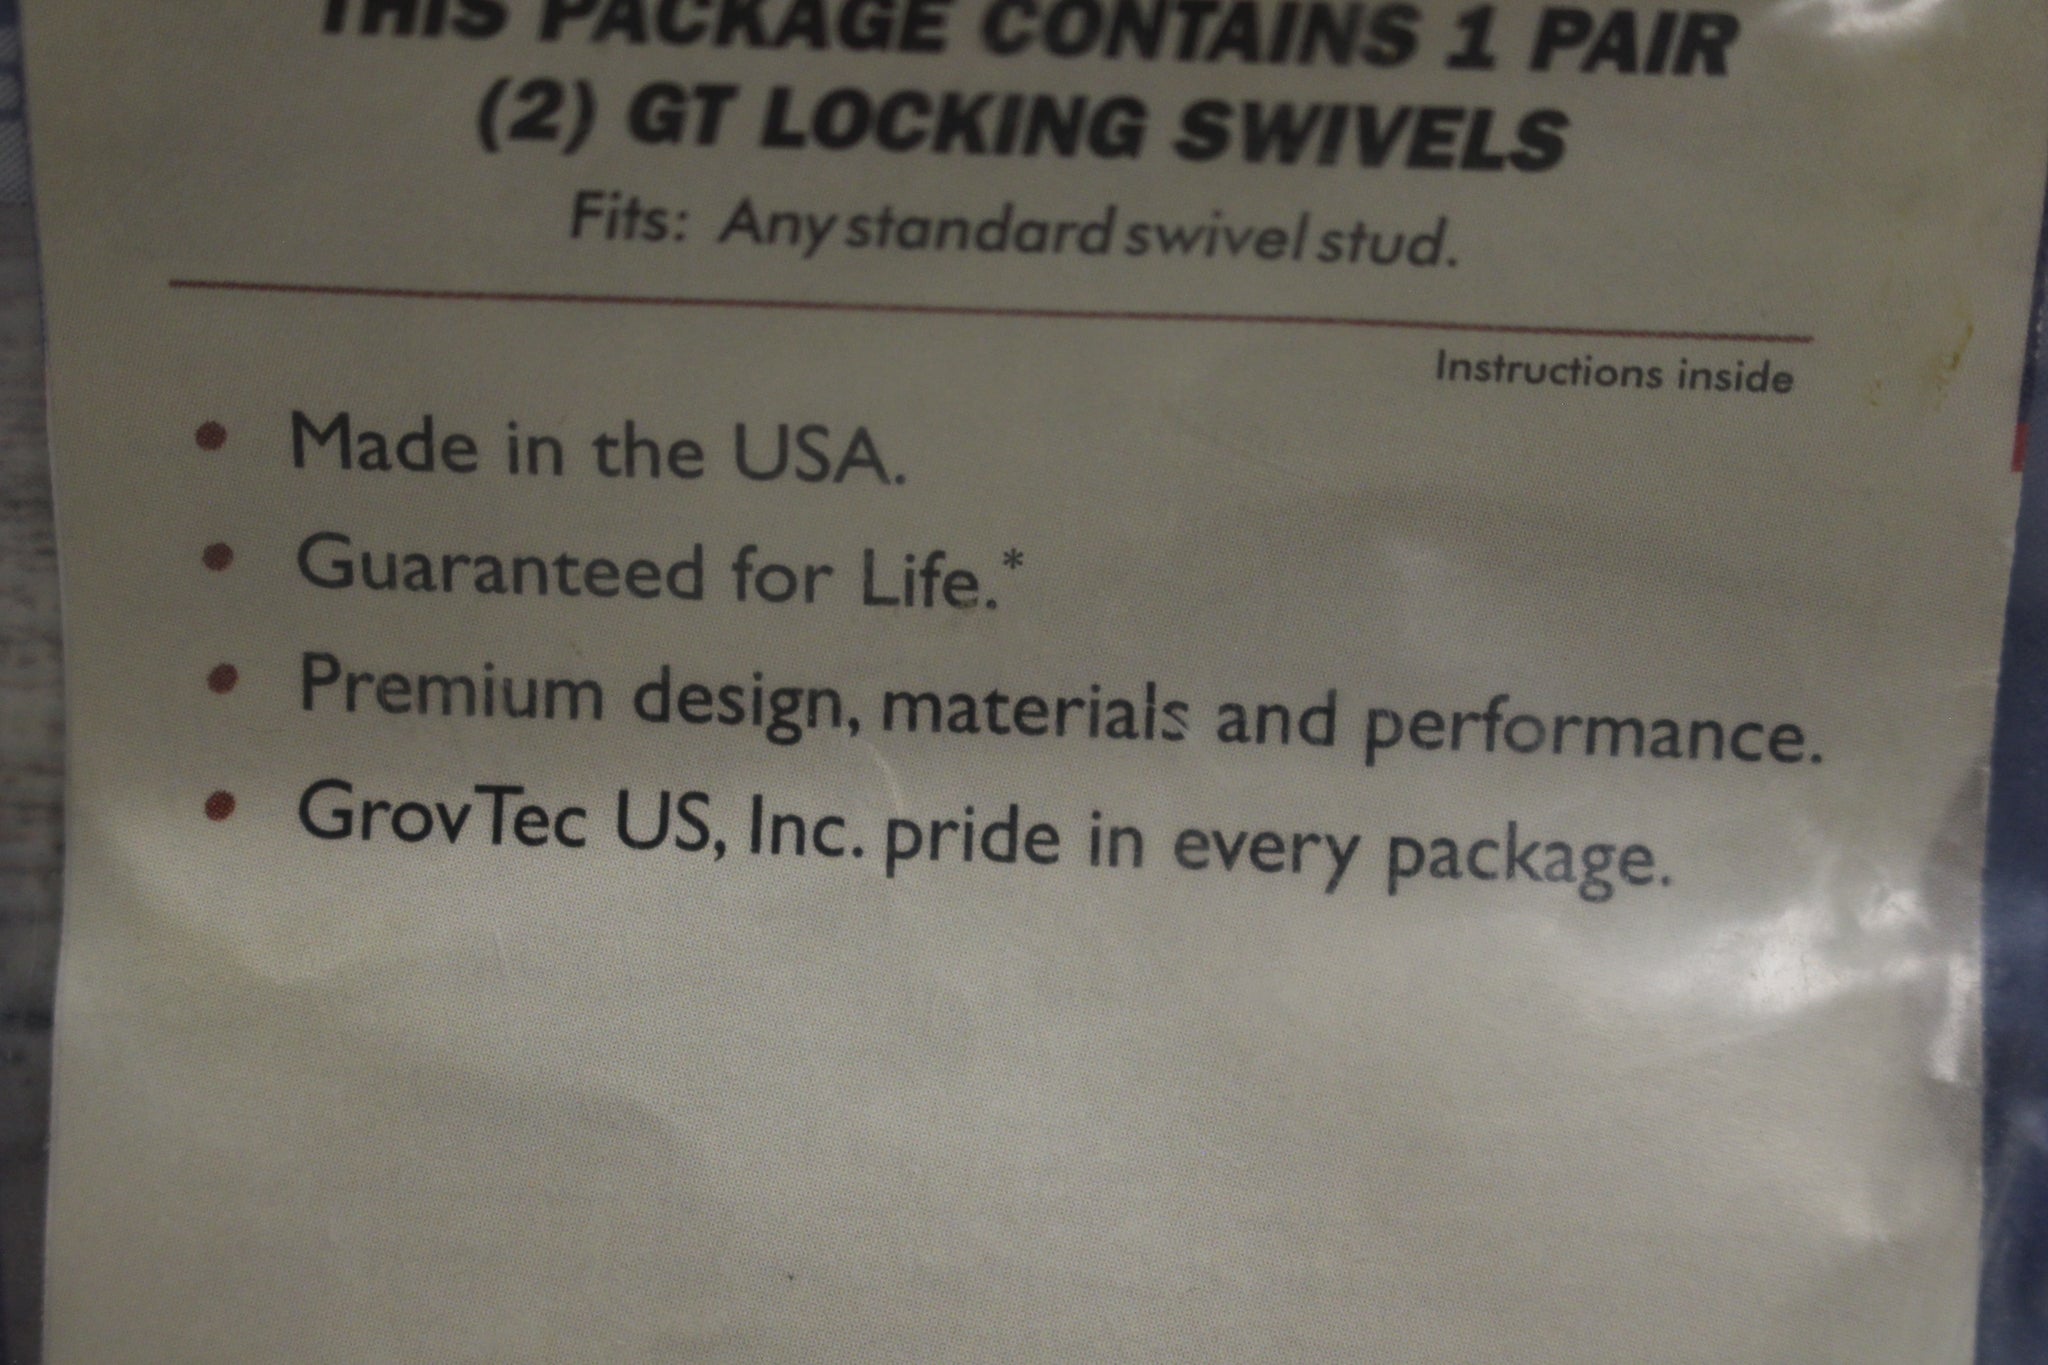 THIS PACKAGE CONTAINS 1 PAIR
(2) GT LOCKING SWIVELS
Fits: Any standard swivel stud.
Instructions inside
• Made in the USA.
• Guaranteed for Life.*
• Premium design, materials and performance.
• GrovTec US, Inc. pride in every package.